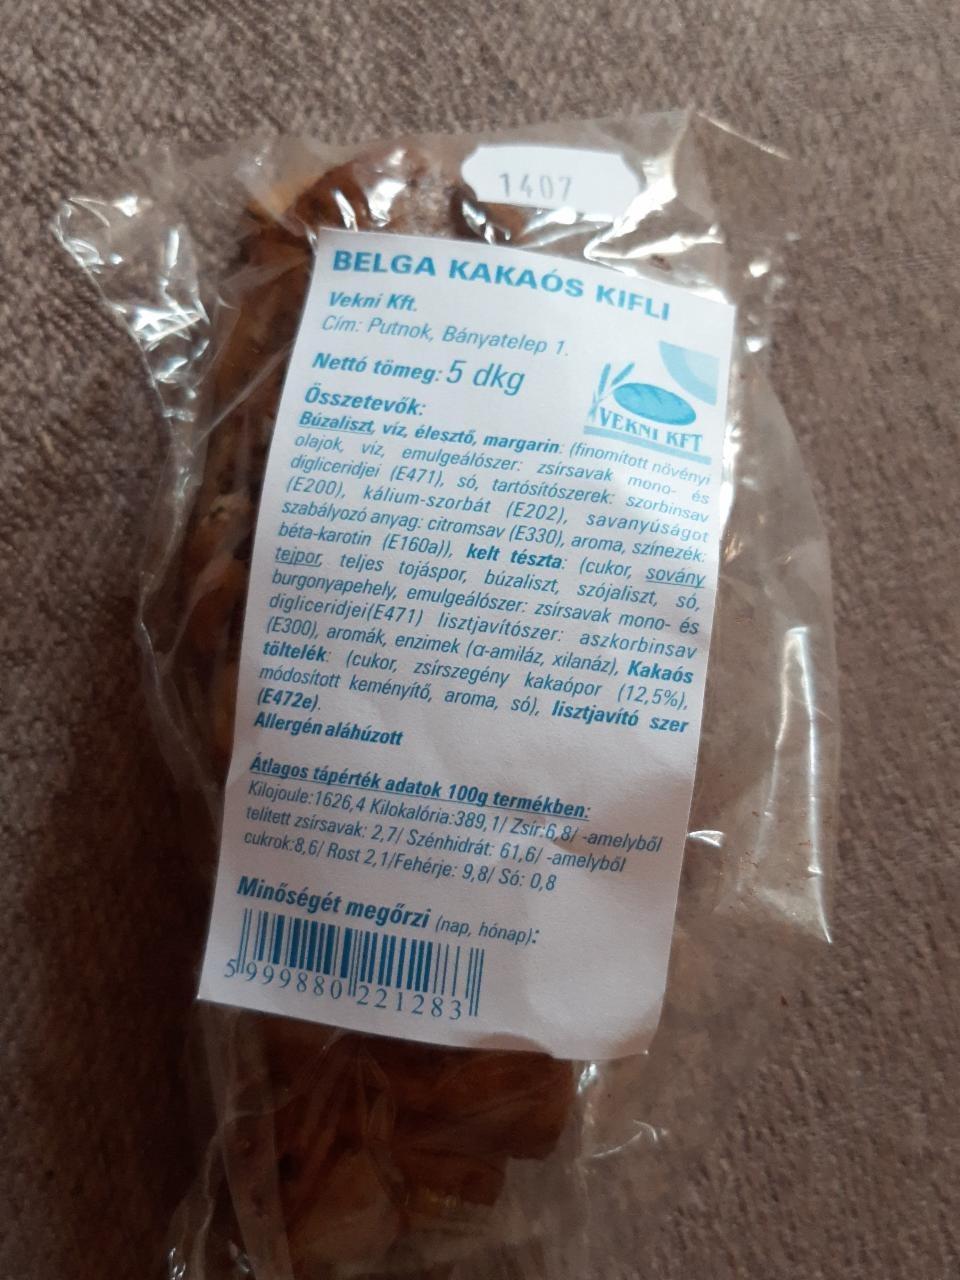 1407
BELGA KAKAÓS KIFLI
Vekni Kft.
Cím: Putnok, Bányatelep 1.
Nettó tömeg: 5 dkg
VEKNI KFT
Összetevők:
Búzaliszt, víz, élesztő, margarin: (finomított növényi
olajok, víz, emulgeálószer: zsírsavak mono- és
digliceridjei (E471), só, tartósítószerek: szorbinsav
(E200), kálium-szorbát (E202), savanyúságot
szabályozó anyag: citromsav (E330), aroma, színezék:
béta-karotin (E160a)), kelt tészta: (cukor, sovány
tejpor, teljes tojáspor, búzaliszt, szójaliszt, só,
burgonyapehely, emulgeálószer: zsírsavak mono- és
digliceridjei(E471) lisztjavítószer: aszkorbinsav
(E300), aromák, enzimek (α-amiláz, xilanáz), Kakaós
töltelék: (cukor, zsírszegény kakaópor (12,5%),
módosított keményítő, aroma, só), lisztjavító szer
(E472e).
Allergén aláhúzott
Átlagos tápérték adatok 100g termékben:
Kilojoule:1626,4 Kilokalória:389,1/ Zsír:6,8/ -amelyből
telített zsírsavak: 2,7/ Szénhidrát: 61,6/ -amelyből
cukrok:8,6/ Rost 2,1/Fehérje: 9,8/ Só: 0,8
Minőségét megőrzi (nap, hónap):
5 999880 221283